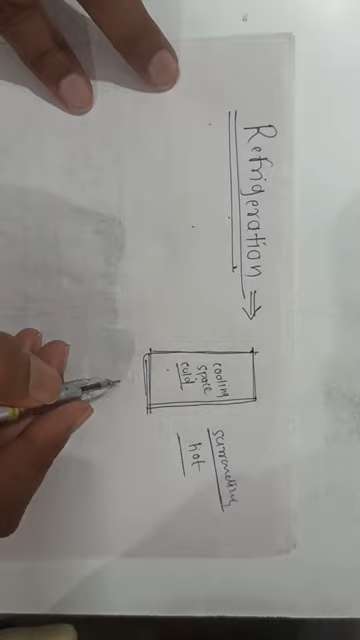 Refrigeration ⇒
cooling
space
cold
surrounding
hot